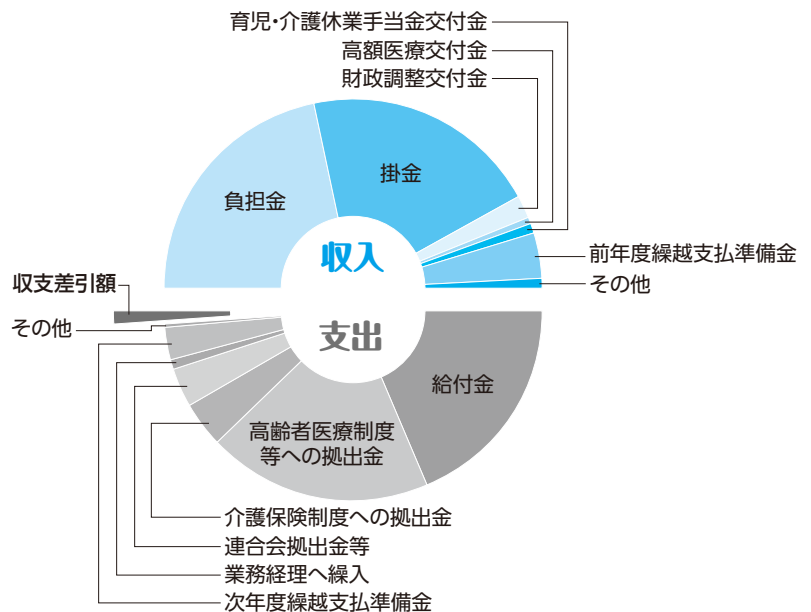 育児・介護休業手当金交付金
高額医療交付金
財政調整交付金
掛金
負担金
収入
前年度繰越支払準備金
その他
収支差引額
その他
支出
給付金
高齢者医療制度
等への拠出金
介護保険制度への拠出金
連合会拠出金等
業務経理へ繰入
次年度繰越支払準備金